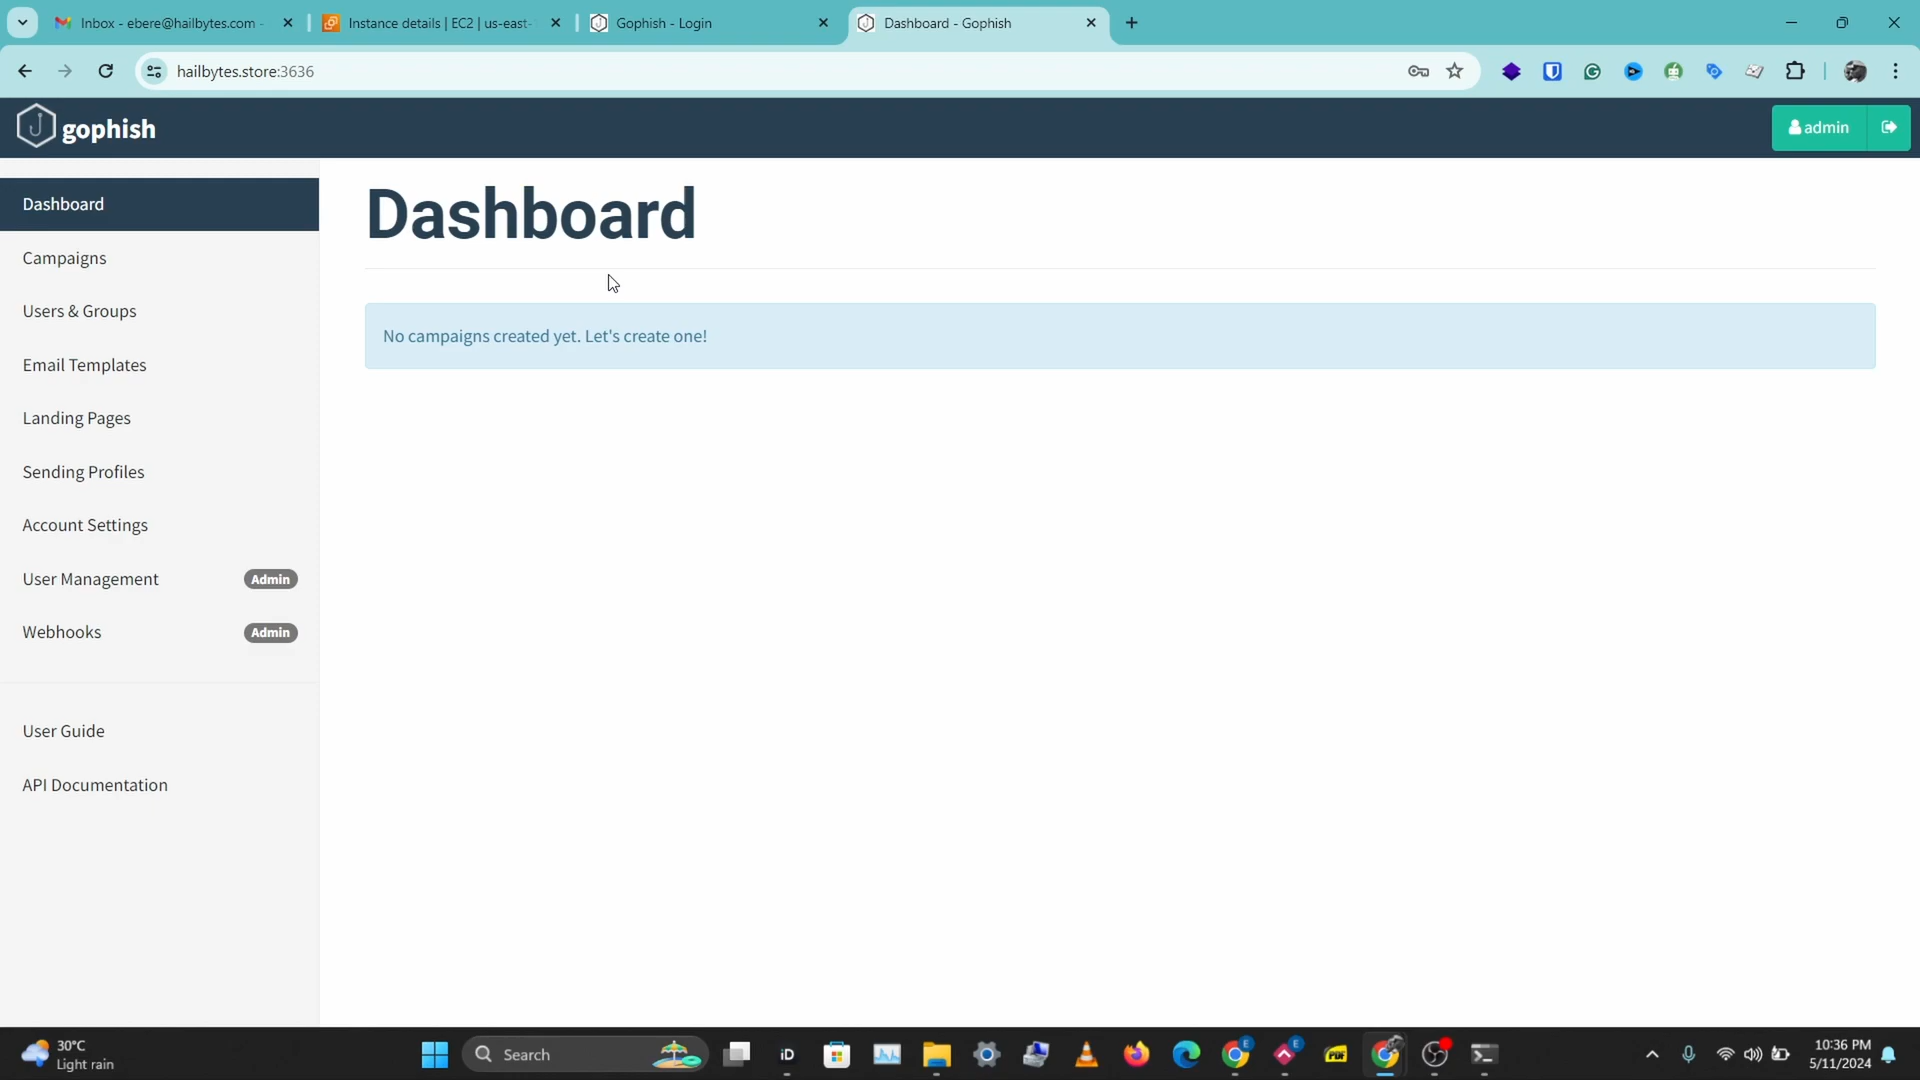 Inbox - ebere@hailbytes.com -
Instance details | EC2 | us-east-
Gophish - Login
Dashboard - Gophish
hailbytes.store:3636
gophish
admin
Dashboard
Dashboard
Campaigns
No campaigns created yet. Let's create one!
Users & Groups
Email Templates
Landing Pages
Sending Profiles
Account Settings
User Management Admin
Webhooks Admin
User Guide
API Documentation
30°C
Light rain
Search
iD
E
E
PDF
10:36 PM
5/11/2024